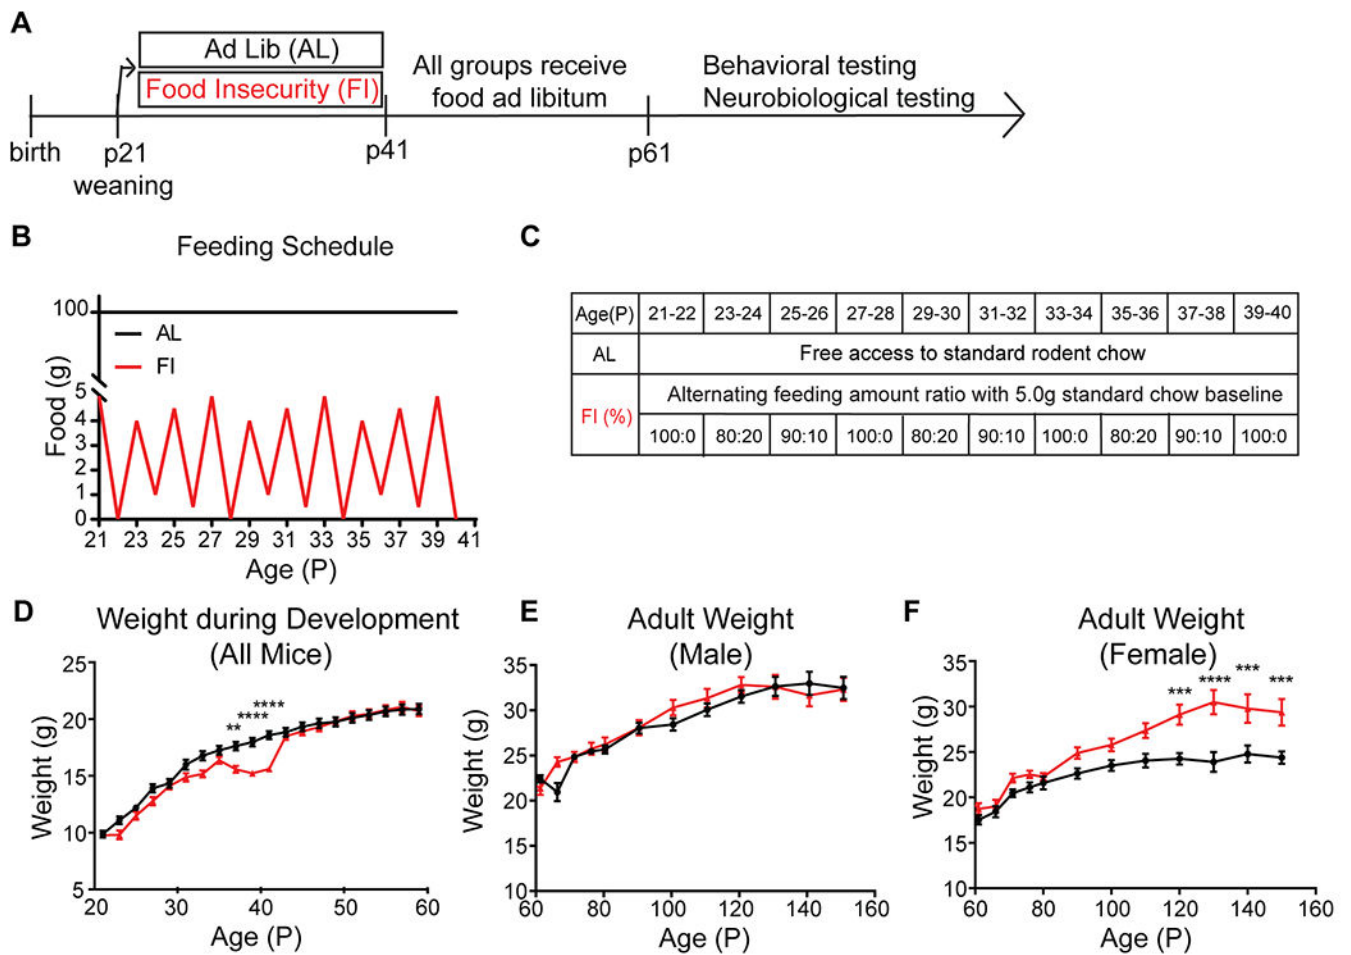 A
Ad Lib (AL)
Food Insecurity (FI)
All groups receive
food ad libitum
Behavioral testing
Neurobiological testing
birth
p21
weaning
p41
p61
B
Feeding Schedule
Food (g)
100
5
4
3
2
1
0
AL
FI
21 23 25 27 29 31 33 35 37 39 41
Age (P)
C
Age(P) 21-22 23-24 25-26 27-28 29-30 31-32 33-34 35-36 37-38 39-40
AL Free access to standard rodent chow
FI (%) Alternating feeding amount ratio with 5.0g standard chow baseline
100:0 80:20 90:10 100:0 80:20 90:10 100:0 80:20 90:10 100:0
D
Weight during Development
(All Mice)
Weight (g)
25
20
15
10
5
** **** ****
20 30 40 50 60
Age (P)
E
Adult Weight
(Male)
Weight (g)
35
30
25
20
15
10
60 80 100 120 140 160
Age (P)
F
Adult Weight
(Female)
Weight (g)
35
30
25
20
15
10
*** **** *** ***
60 80 100 120 140 160
Age (P)